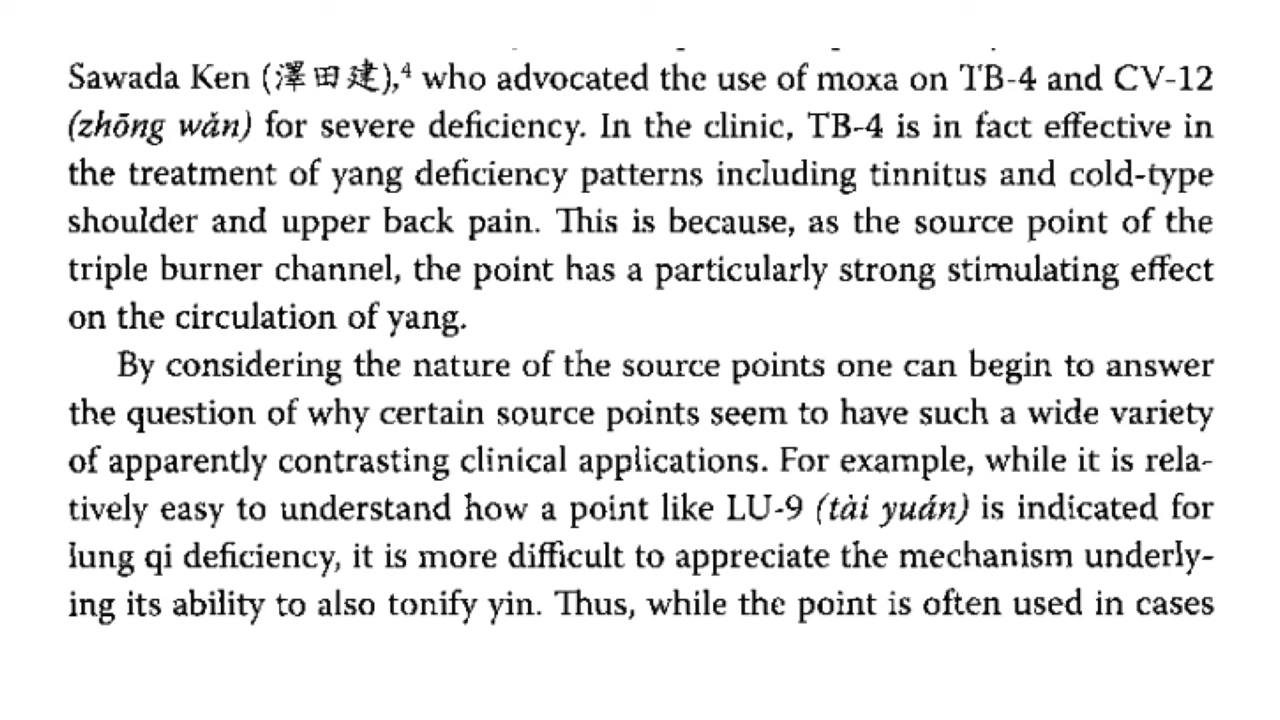 Sawada Ken (澤田建),4 who advocated the use of moxa on TB-4 and CV-12
(zhōng wǎn) for severe deficiency. In the clinic, TB-4 is in fact effective in
the treatment of yang deficiency patterns including tinnitus and cold-type
shoulder and upper back pain. This is because, as the source point of the
triple burner channel, the point has a particularly strong stimulating effect
on the circulation of yang.
By considering the nature of the source points one can begin to answer
the question of why certain source points seem to have such a wide variety
of apparently contrasting clinical applications. For example, while it is rela-
tively easy to understand how a point like LU-9 (tài yuán) is indicated for
lung qi deficiency, it is more difficult to appreciate the mechanism underly-
ing its ability to also tonify yin. Thus, while the point is often used in cases